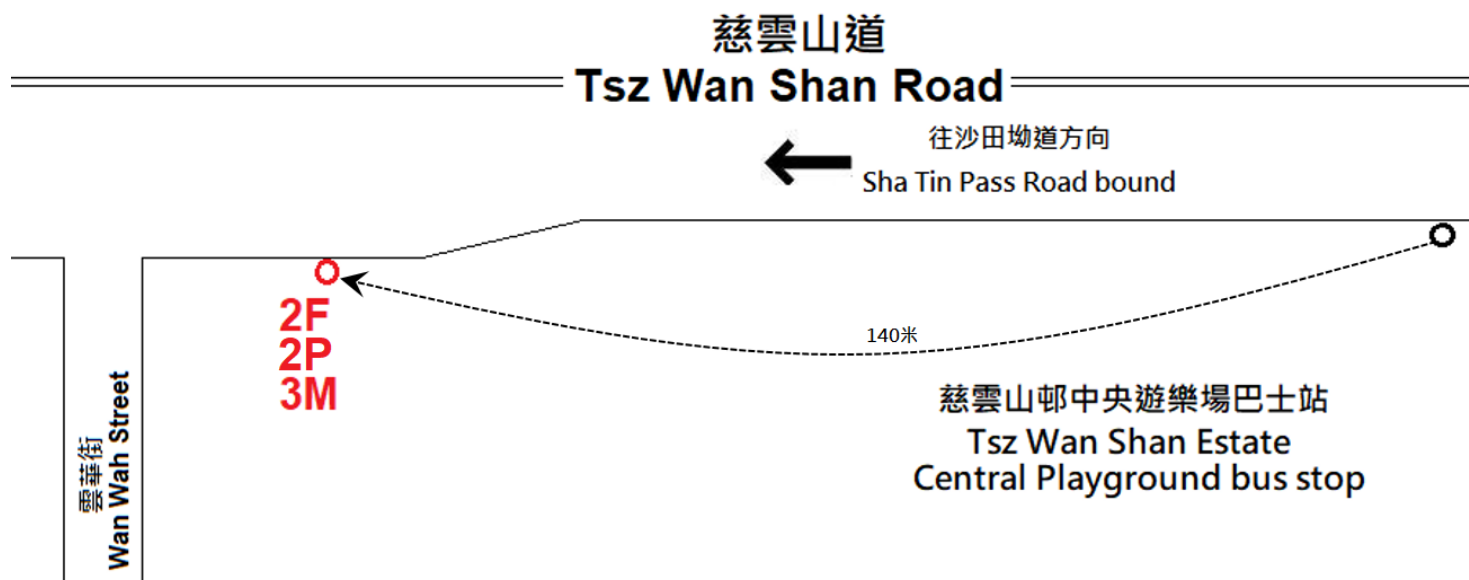 慈雲山道
Tsz Wan Shan Road
往沙田坳道方向
Sha Tin Pass Road bound
2F
2P
3M
140米
慈雲山邨中央遊樂場巴士站
Tsz Wan Shan Estate
Central Playground bus stop
雲華街
Wan Wah Street